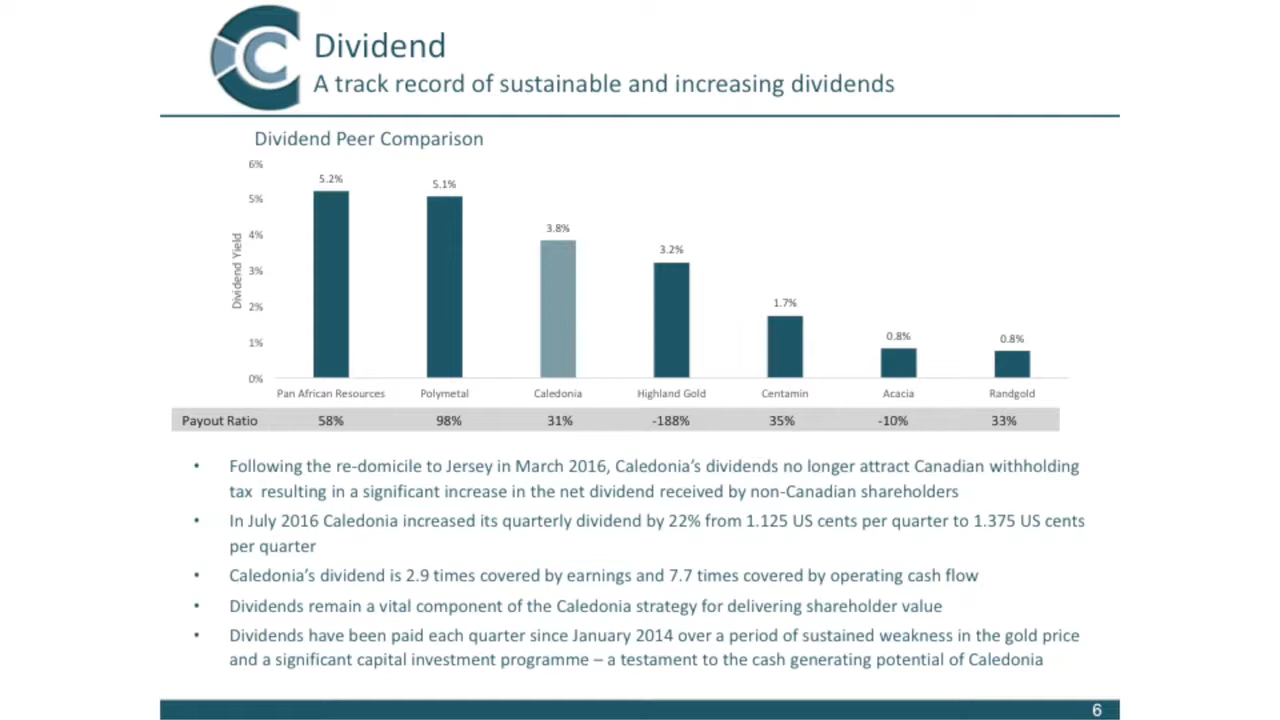 Dividend
A track record of sustainable and increasing dividends
Dividend Peer Comparison
6%
5%
4%
3%
2%
1%
0%
Dividend Yield
5.2%
5.1%
3.8%
3.2%
1.7%
0.8%
0.8%
Pan African Resources Polymetal Caledonia Highland Gold Centamin Acacia Randgold
Payout Ratio 58% 98% 31% -188% 35% -10% 33%
• Following the re-domicile to Jersey in March 2016, Caledonia's dividends no longer attract Canadian withholding
tax resulting in a significant increase in the net dividend received by non-Canadian shareholders
• In July 2016 Caledonia increased its quarterly dividend by 22% from 1.125 US cents per quarter to 1.375 US cents
per quarter
• Caledonia's dividend is 2.9 times covered by earnings and 7.7 times covered by operating cash flow
• Dividends remain a vital component of the Caledonia strategy for delivering shareholder value
• Dividends have been paid each quarter since January 2014 over a period of sustained weakness in the gold price
and a significant capital investment programme – a testament to the cash generating potential of Caledonia
6